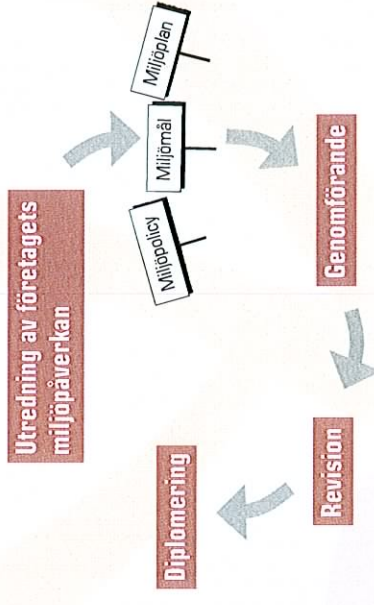 Utredning av företagets
miljöpåverkan
Miljöpolicy
Miljömål
Miljöplan
Genomförande
Revision
Diplomering